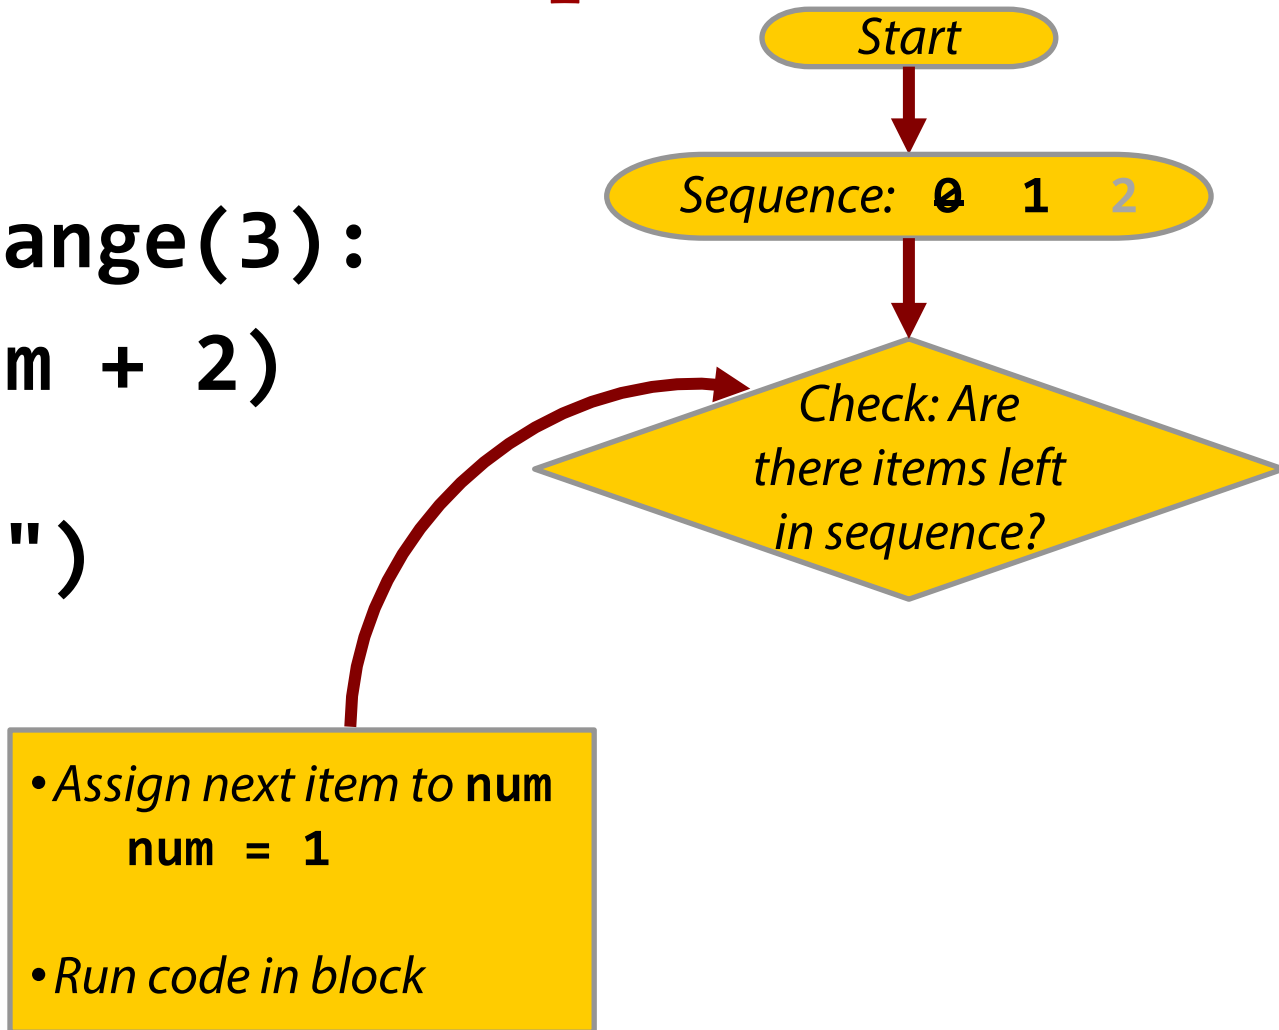 Start
Sequence: 0 1 2
ange(3):
m + 2)
Check: Are
there items left
in sequence?
")
•Assign next item to num
num = 1
•Run code in block